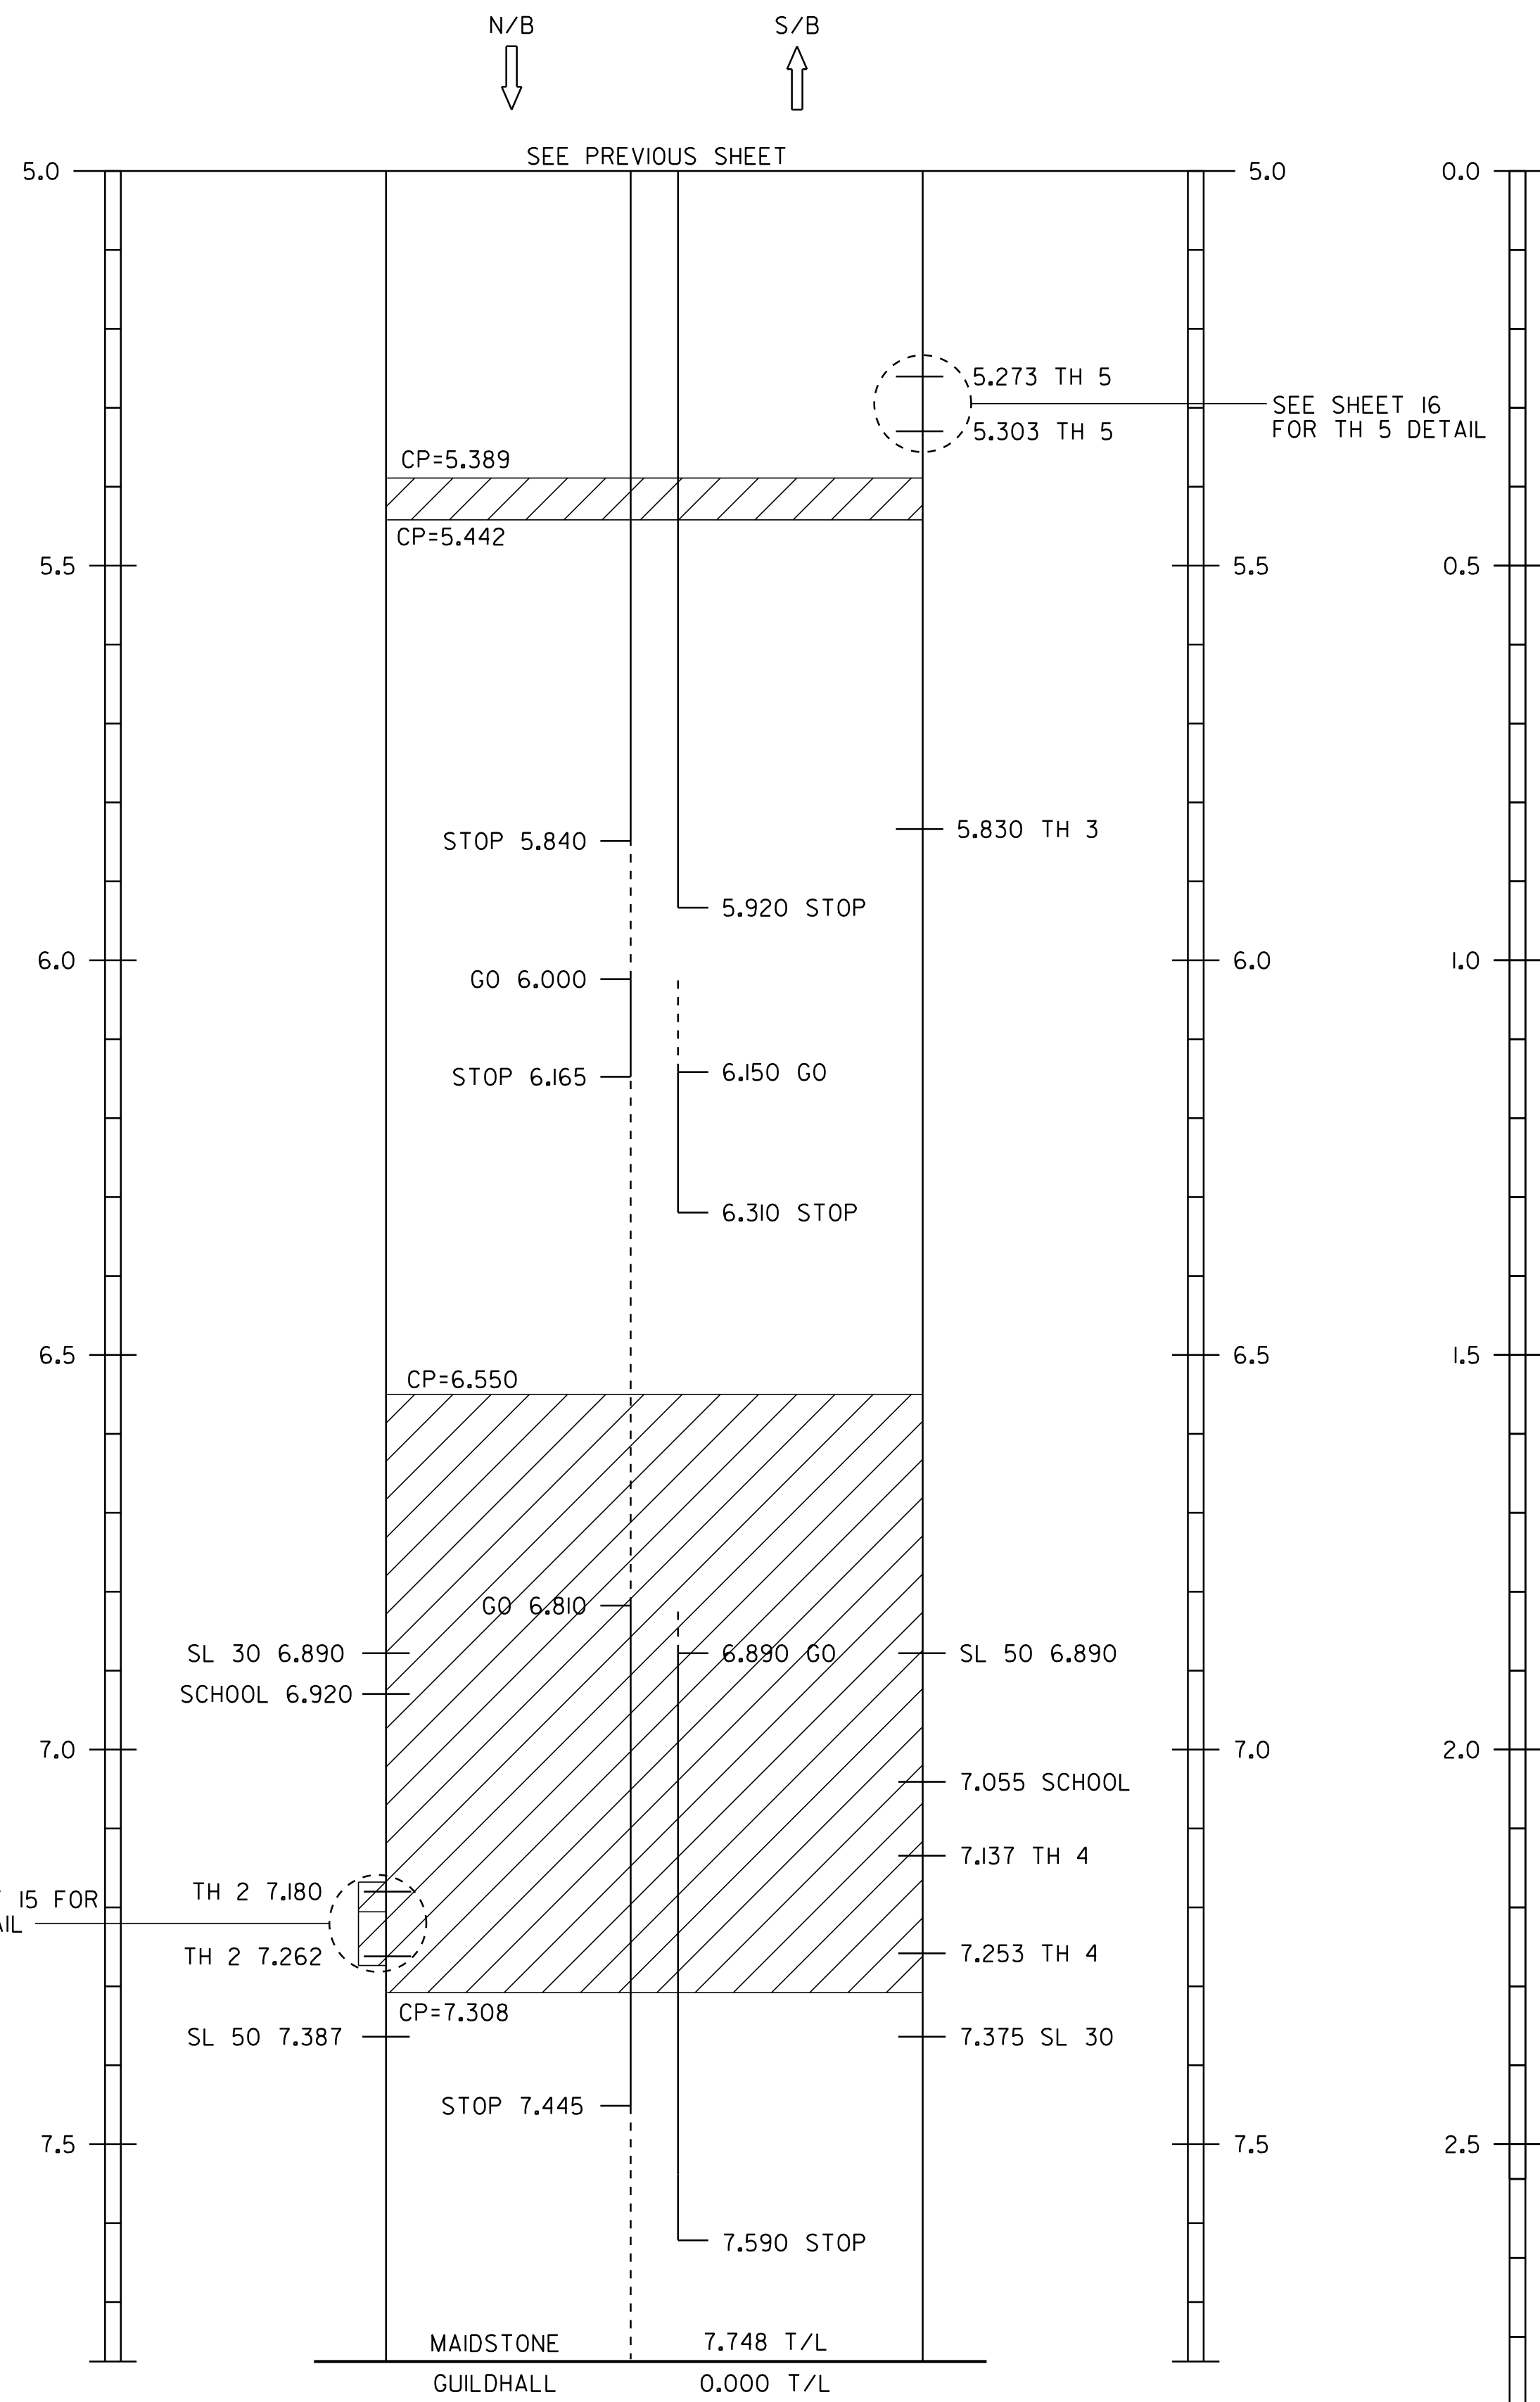 N/B S/B
SEE PREVIOUS SHEET
5.0 5.0 0.0
5.273 TH 5
SEE SHEET 16
5.303 TH 5
FOR TH 5 DETAIL
CP=5.389
CP=5.442
5.5 5.5 0.5
5.830 TH 3
STOP 5.840
5.920 STOP
6.0 6.0 1.0
GO 6.000
6.150 GO
STOP 6.165
6.310 STOP
6.5 6.5 1.5
CP=6.550
GO 6.810
SL 30 6.890 6.890 GO SL 50 6.890
SCHOOL 6.920
7.0 7.0 2.0
7.055 SCHOOL
7.137 TH 4
TH 2 7.180
15 FOR
TH 2 7.262 7.253 TH 4
CP=7.308
SL 50 7.387 7.375 SL 30
STOP 7.445
7.5 7.5 2.5
7.590 STOP
MAIDSTONE 7.748 T/L
GUILDHALL 0.000 T/L